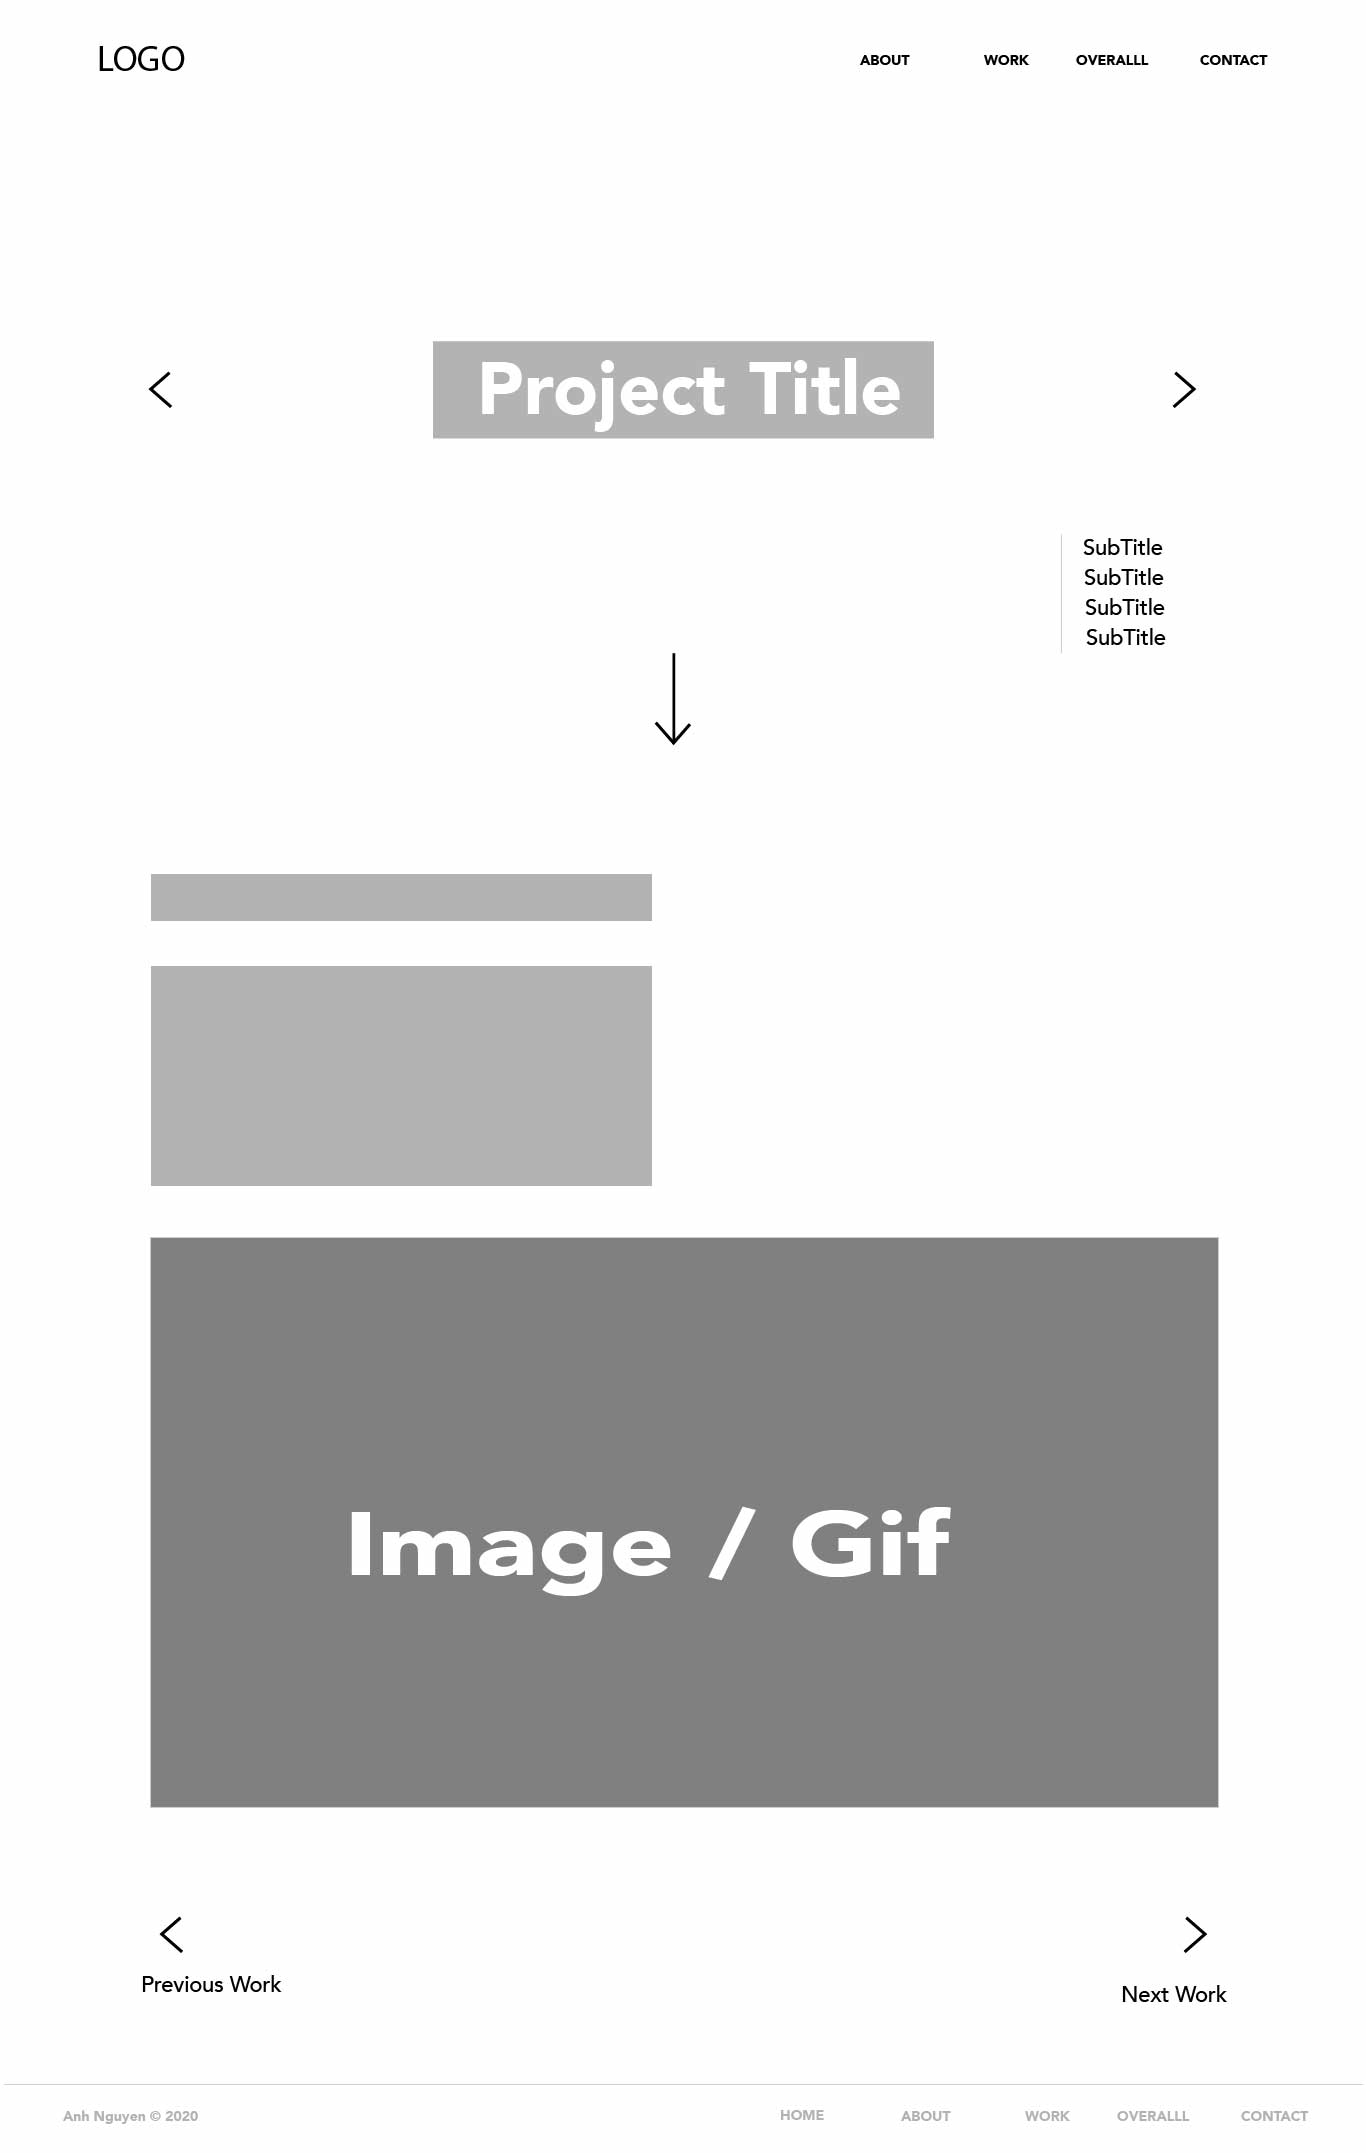 LOGO
ABOUT WORK OVERALLL CONTACT
Project Title
SubTitle
SubTitle
SubTitle
SubTitle
Image / Gif
Previous Work
Next Work
Anh Nguyen © 2020
HOME ABOUT WORK OVERALLL CONTACT